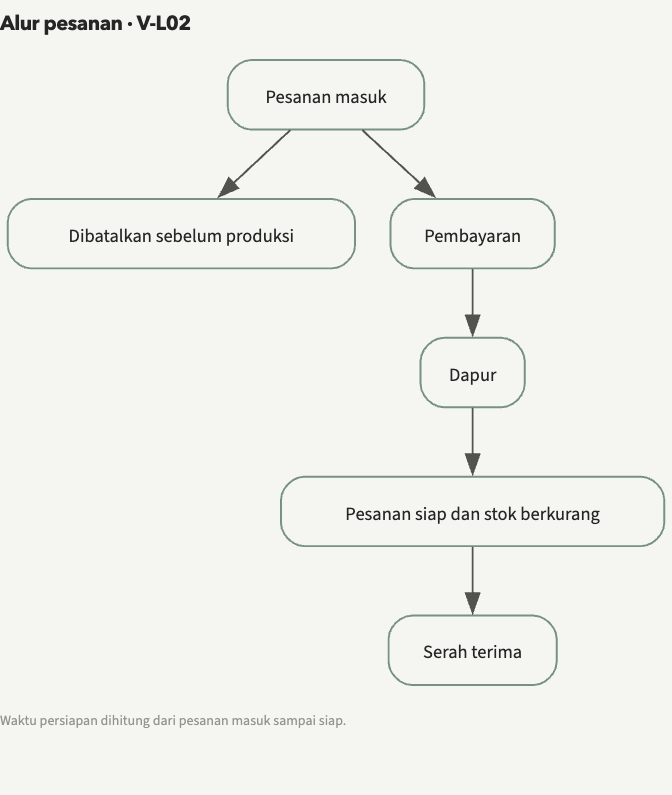 Alur pesanan · V-L02
Pesanan masuk
Dibatalkan sebelum produksi
Pembayaran
Dapur
Pesanan siap dan stok berkurang
Serah terima
Waktu persiapan dihitung dari pesanan masuk sampai siap.